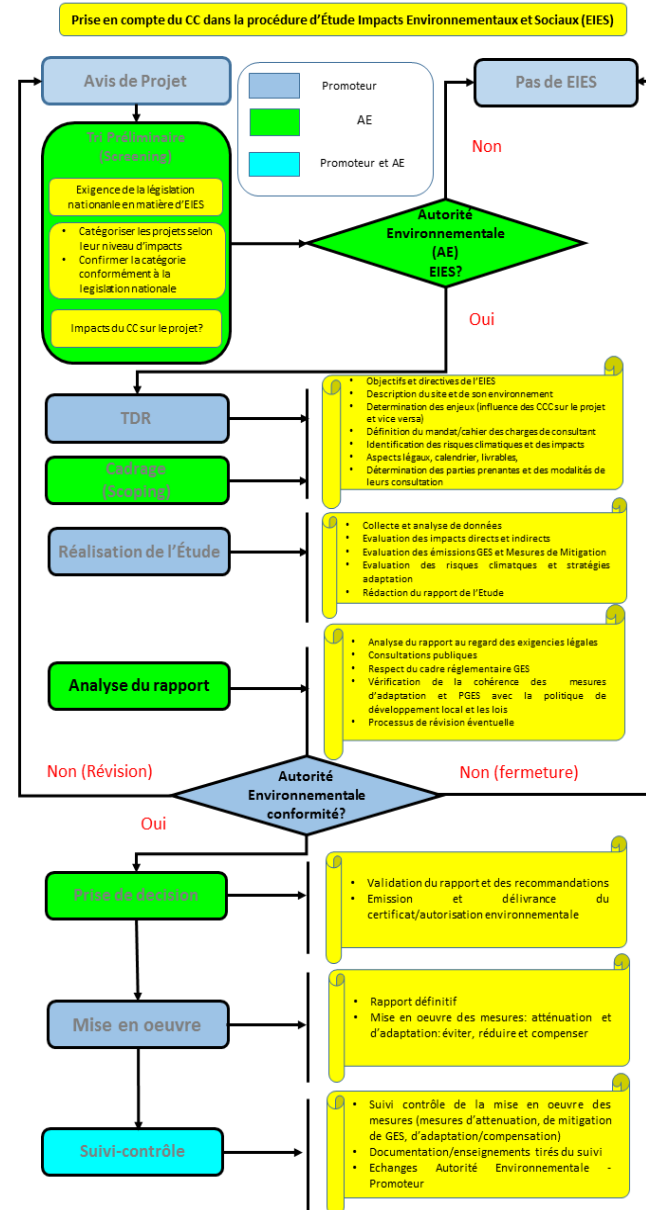 Prise en compte du CC dans la procédure d'Étude Impacts Environnementaux et Sociaux (EIES)
Avis de Projet
Promoteur
AE
Promoteur et AE
Pas de EIES
Tri Préliminaire
(Screening)
Exigence de la législation
nationanle en matière d'EIES
• Catégoriser les projets selon
leur niveau d'impacts
• Confirmer la catégorie
conformément à la
legislation nationale
Impacts du CC sur le projet?
Non
Autorité
Environnementale
(AE)
EIES?
Oui
TDR
Cadrage
(Scoping)
• Objectifs et directives de l'EIES
• Description du site et de son environnement
• Determination des enjeux (influence des CCC sur le projet
et vice versa)
• Définition du mandat/cahier des charges de consultant
• Identification des risques climatiques et des impacts
• Aspects légaux, calendrier, livrables,
• Détermination des parties prenantes et des modalités de
leurs consultation
Réalisation de l'Étude
• Collecte et analyse de données
• Evaluation des impacts directs et indirects
• Evaluation des émissions GES et Mesures de Mitigation
• Evaluation des risques climatques et stratégies
adaptation
• Rédaction du rapport de l'Etude
Analyse du rapport
• Analyse du rapport au regard des exigencies légales
• Consultations publiques
• Respect du cadre réglementaire GES
• Vérification de la cohérence des mesures
d'adaptation et PGES avec la politique de
développement local et les lois
• Processus de révision éventuelle
Non (Révision)
Autorité
Environnementale
conformité?
Non (fermeture)
Oui
Prise de decision
• Validation du rapport et des recommandations
• Emission et délivrance du
certificat/autorisation environnementale
Mise en oeuvre
• Rapport définitif
• Mise en oeuvre des mesures: atténuation et
d'adaptation: éviter, réduire et compenser
Suivi-contrôle
• Suivi contrôle de la mise en oeuvre des
mesures (mesures d'attenuation, de mitigation
de GES, d'adaptation/compensation)
• Documentation/enseignements tirés du suivi
• Echanges Autorité Environnementale -
Promoteur